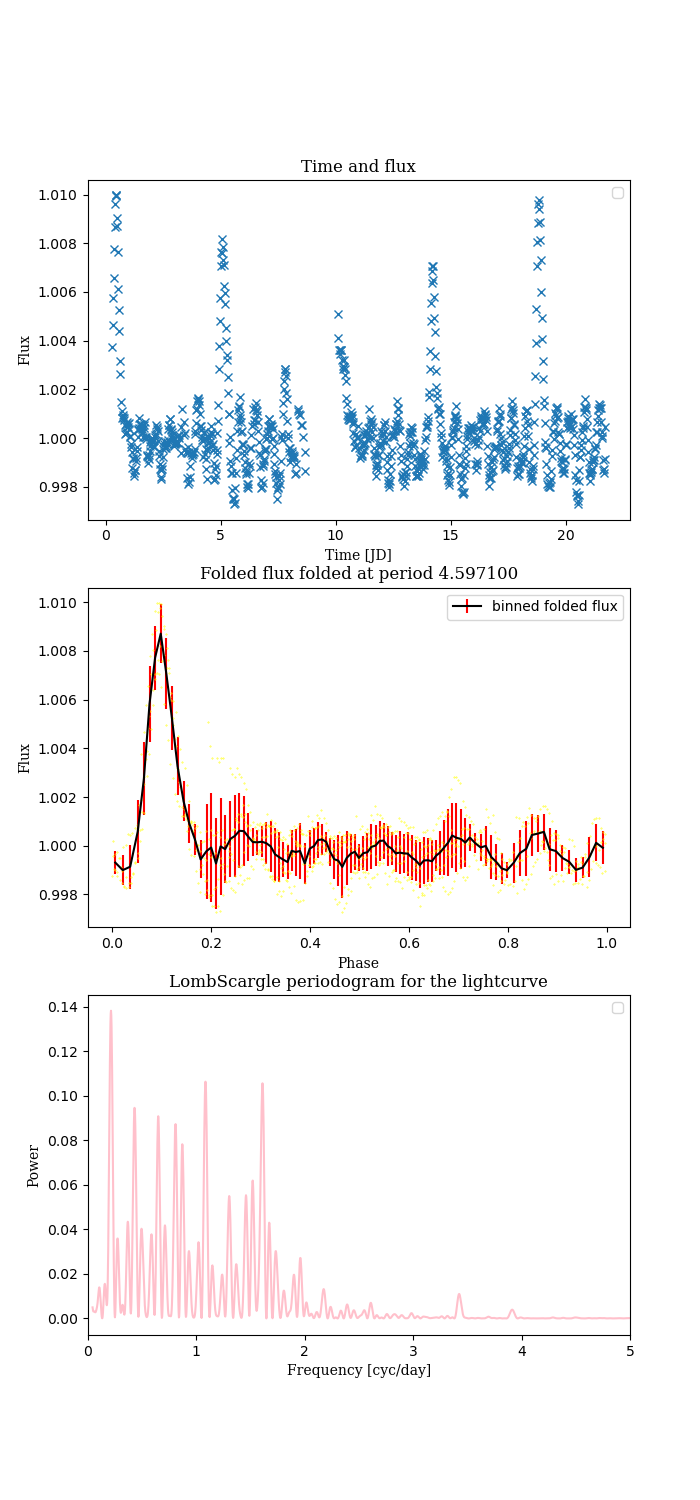 Time and flux
1.010
1.008
1.006
1.004
1.002
1.000
0.998
Flux
0 5 10 15 20
Time [JD]
Folded flux folded at period 4.597100
binned folded flux
1.010
1.008
1.006
1.004
1.002
1.000
0.998
Flux
0.0 0.2 0.4 0.6 0.8 1.0
Phase
LombScargle periodogram for the lightcurve
0.14
0.12
0.10
0.08
0.06
0.04
0.02
0.00
Power
0 1 2 3 4 5
Frequency [cyc/day]